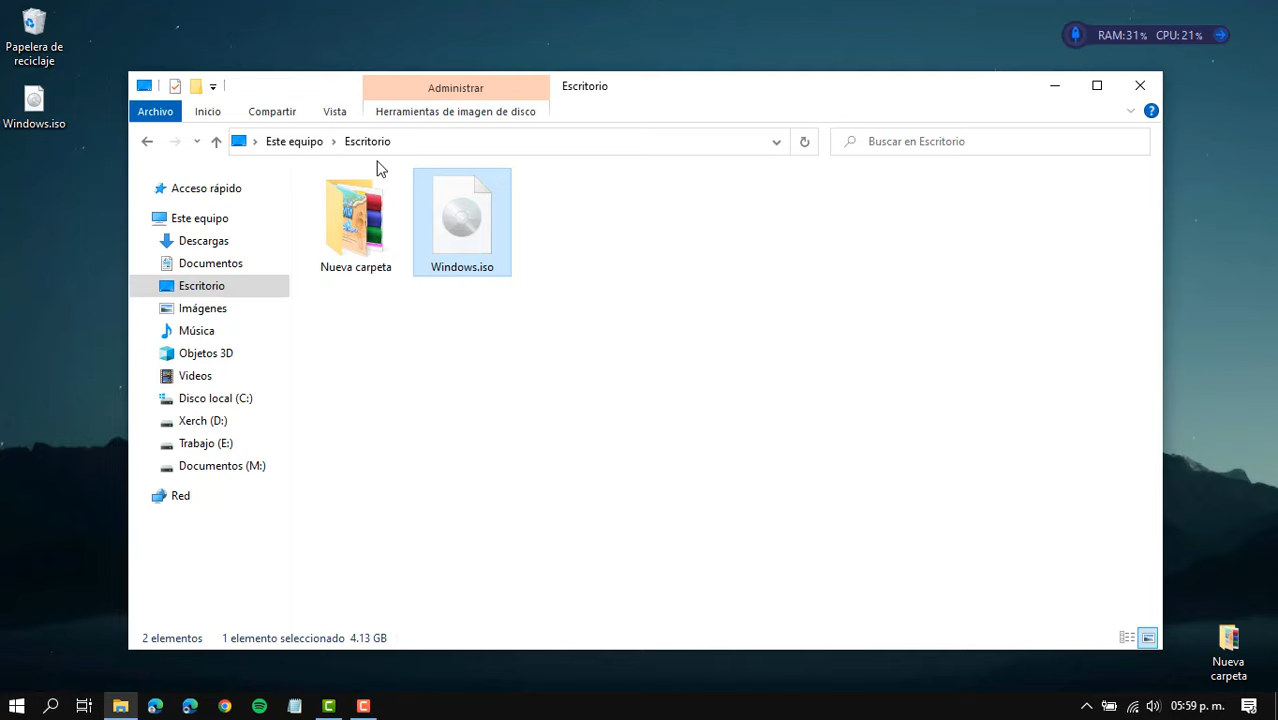 Papelera de
reciclaje
Windows.iso
RAM:31% CPU:21%
Administrar
Escritorio
Archivo
Inicio
Compartir
Vista
Herramientas de imagen de disco
Este equipo
Escritorio
Buscar en Escritorio
Acceso rápido
Este equipo
Descargas
Documentos
Escritorio
Imágenes
Música
Objetos 3D
Videos
Disco local (C:)
Xerch (D:)
Trabajo (E:)
Documentos (M:)
Red
Nueva carpeta
Windows.iso
2 elementos
1 elemento seleccionado 4.13 GB
Nueva
carpeta
05:59 p. m.